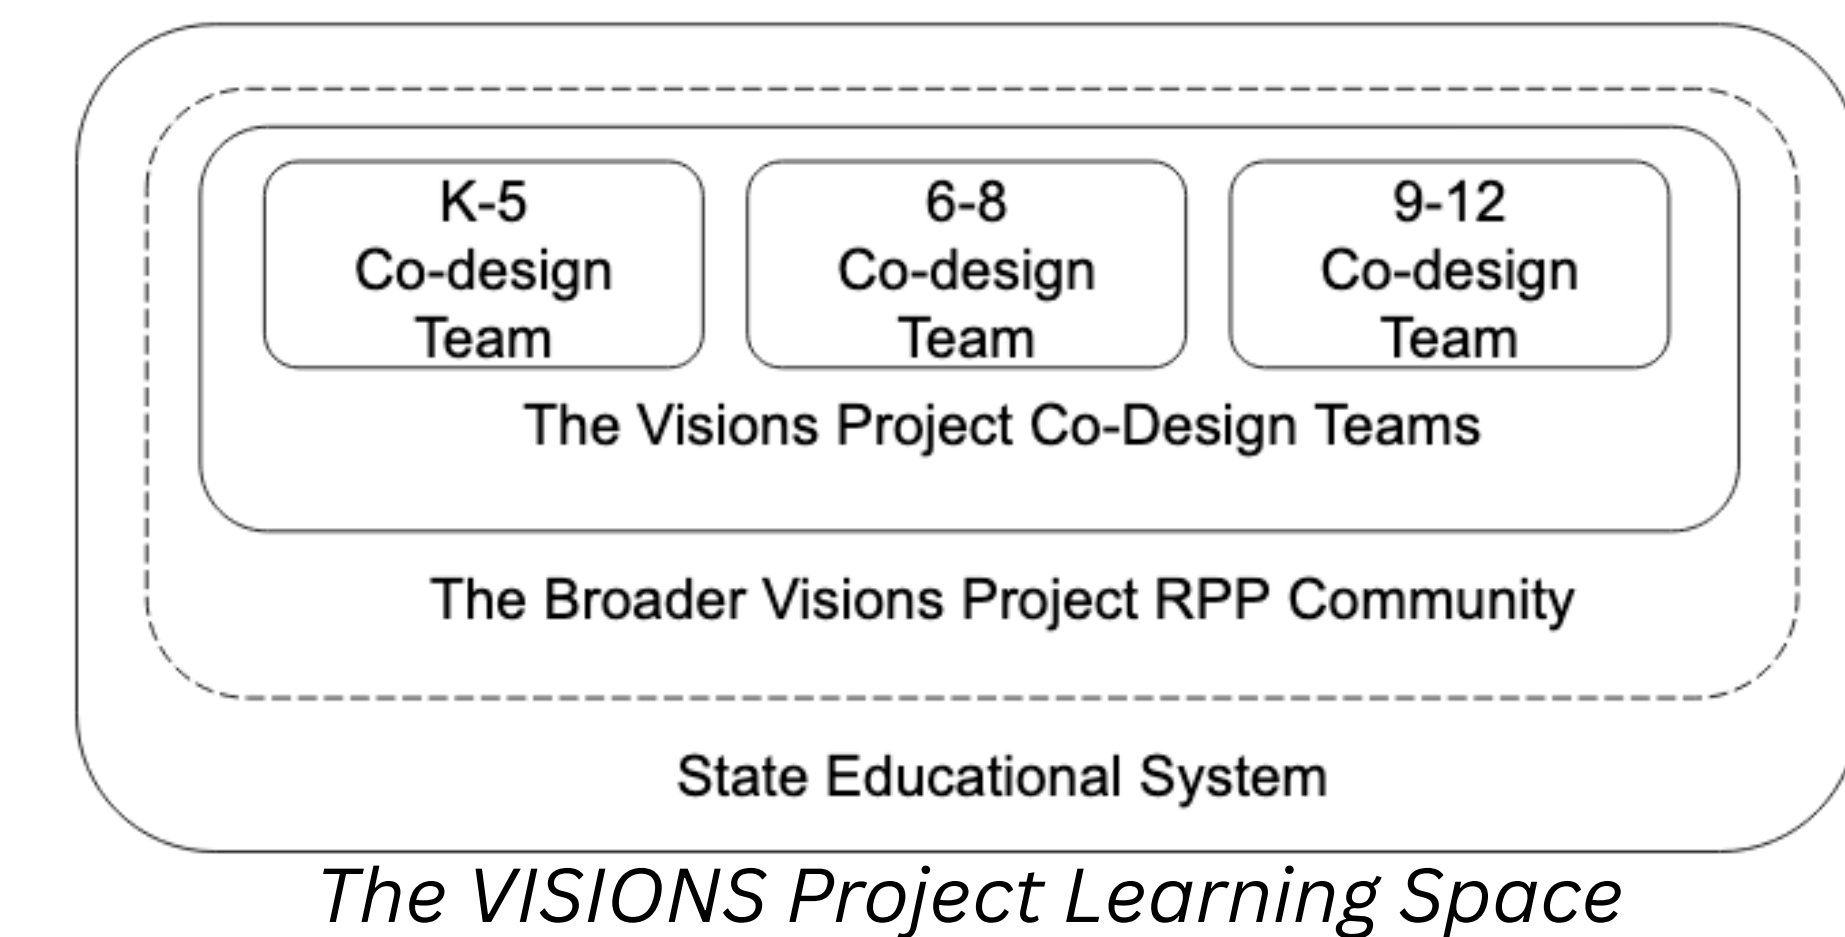 K-5
Co-design
Team
6-8
Co-design
Team
9-12
Co-design
Team
The Visions Project Co-Design Teams
The Broader Visions Project RPP Community
State Educational System
The VISIONS Project Learning Space